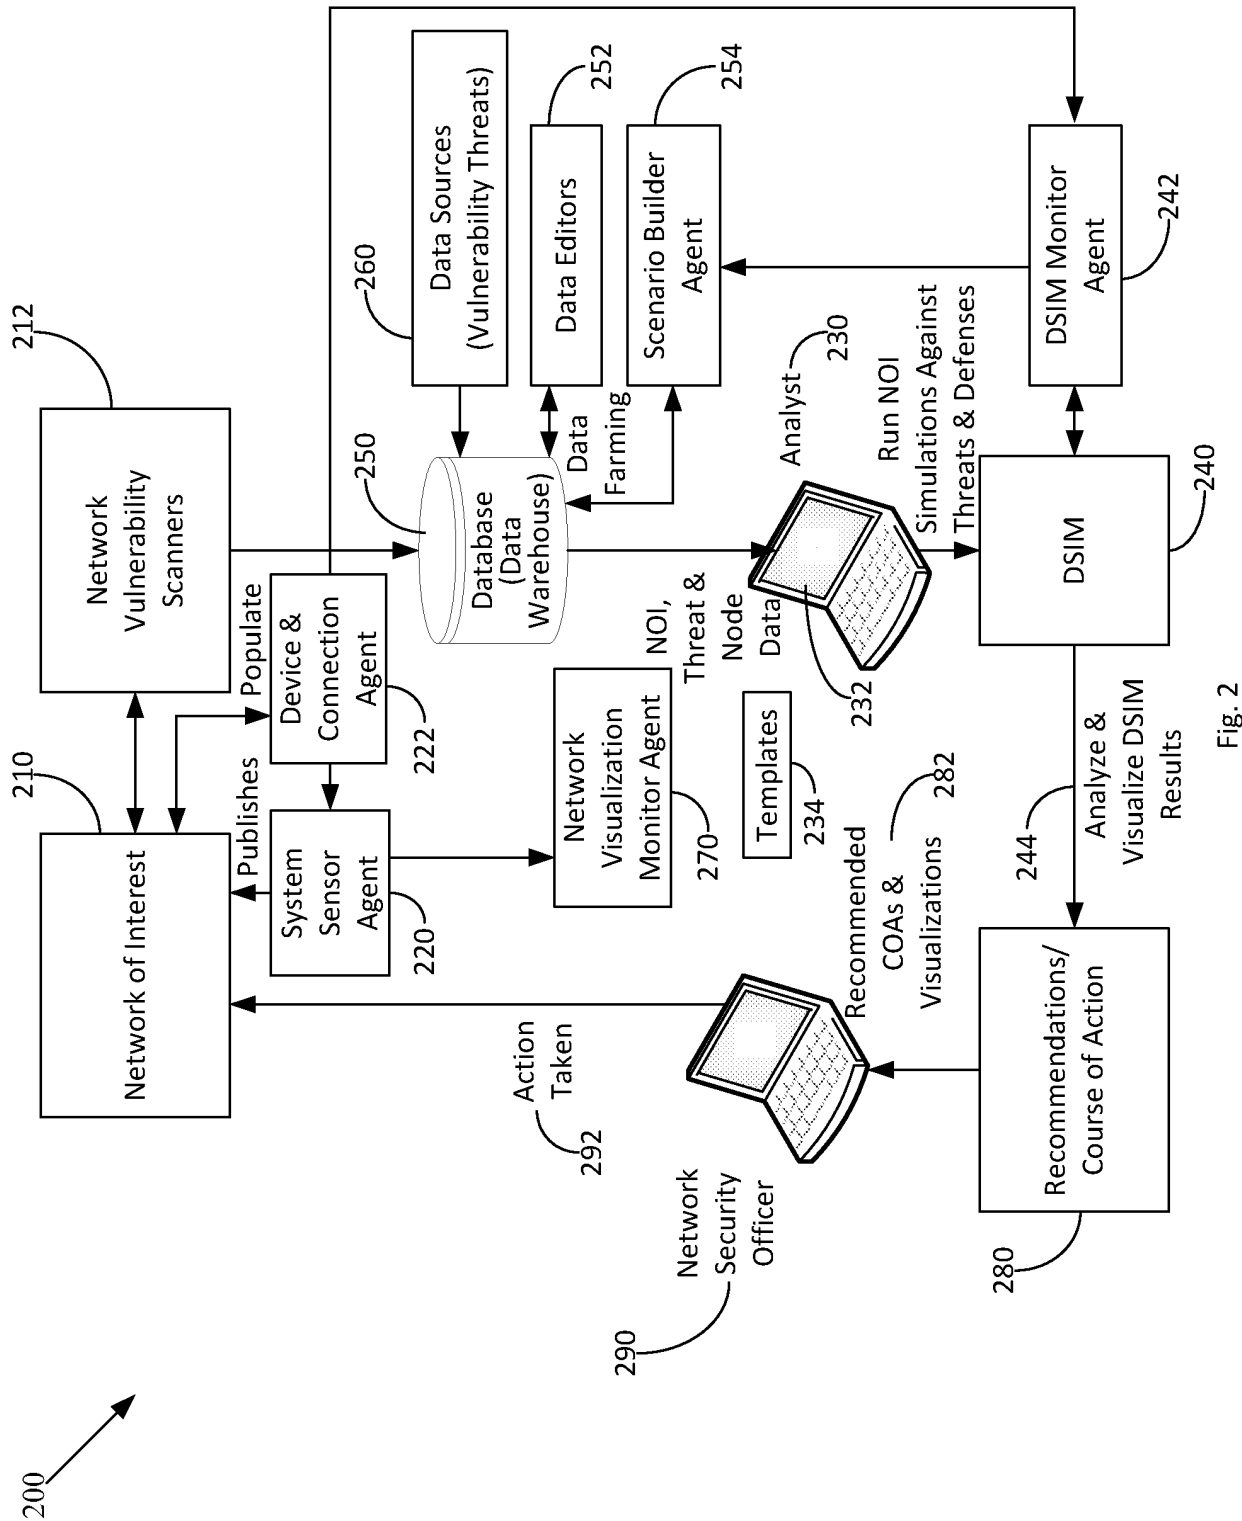 200
210
Network of Interest
212
Network
Vulnerability
Scanners
Publishes
Populate
System
Sensor
Agent
220
Device &
Connection
Agent
222
250
Database
(Data
Warehouse)
260
Data Sources
(Vulnerability Threats)
Data Editors
252
Data
Farming
Scenario Builder
Agent
254
Action
Taken
292
Network
Visualization
Monitor Agent
270
NOI,
Threat &
Node
Data
Templates
234
232
Analyst
230
290
Network
Security
Officer
Recommended
COAs &
Visualizations
282
Run NOI
Simulations Against
Threats & Defenses
280
Recommendations/
Course of Action
244
Analyze &
Visualize DSIM
Results
DSIM
240
DSIM Monitor
Agent
242
Fig. 2